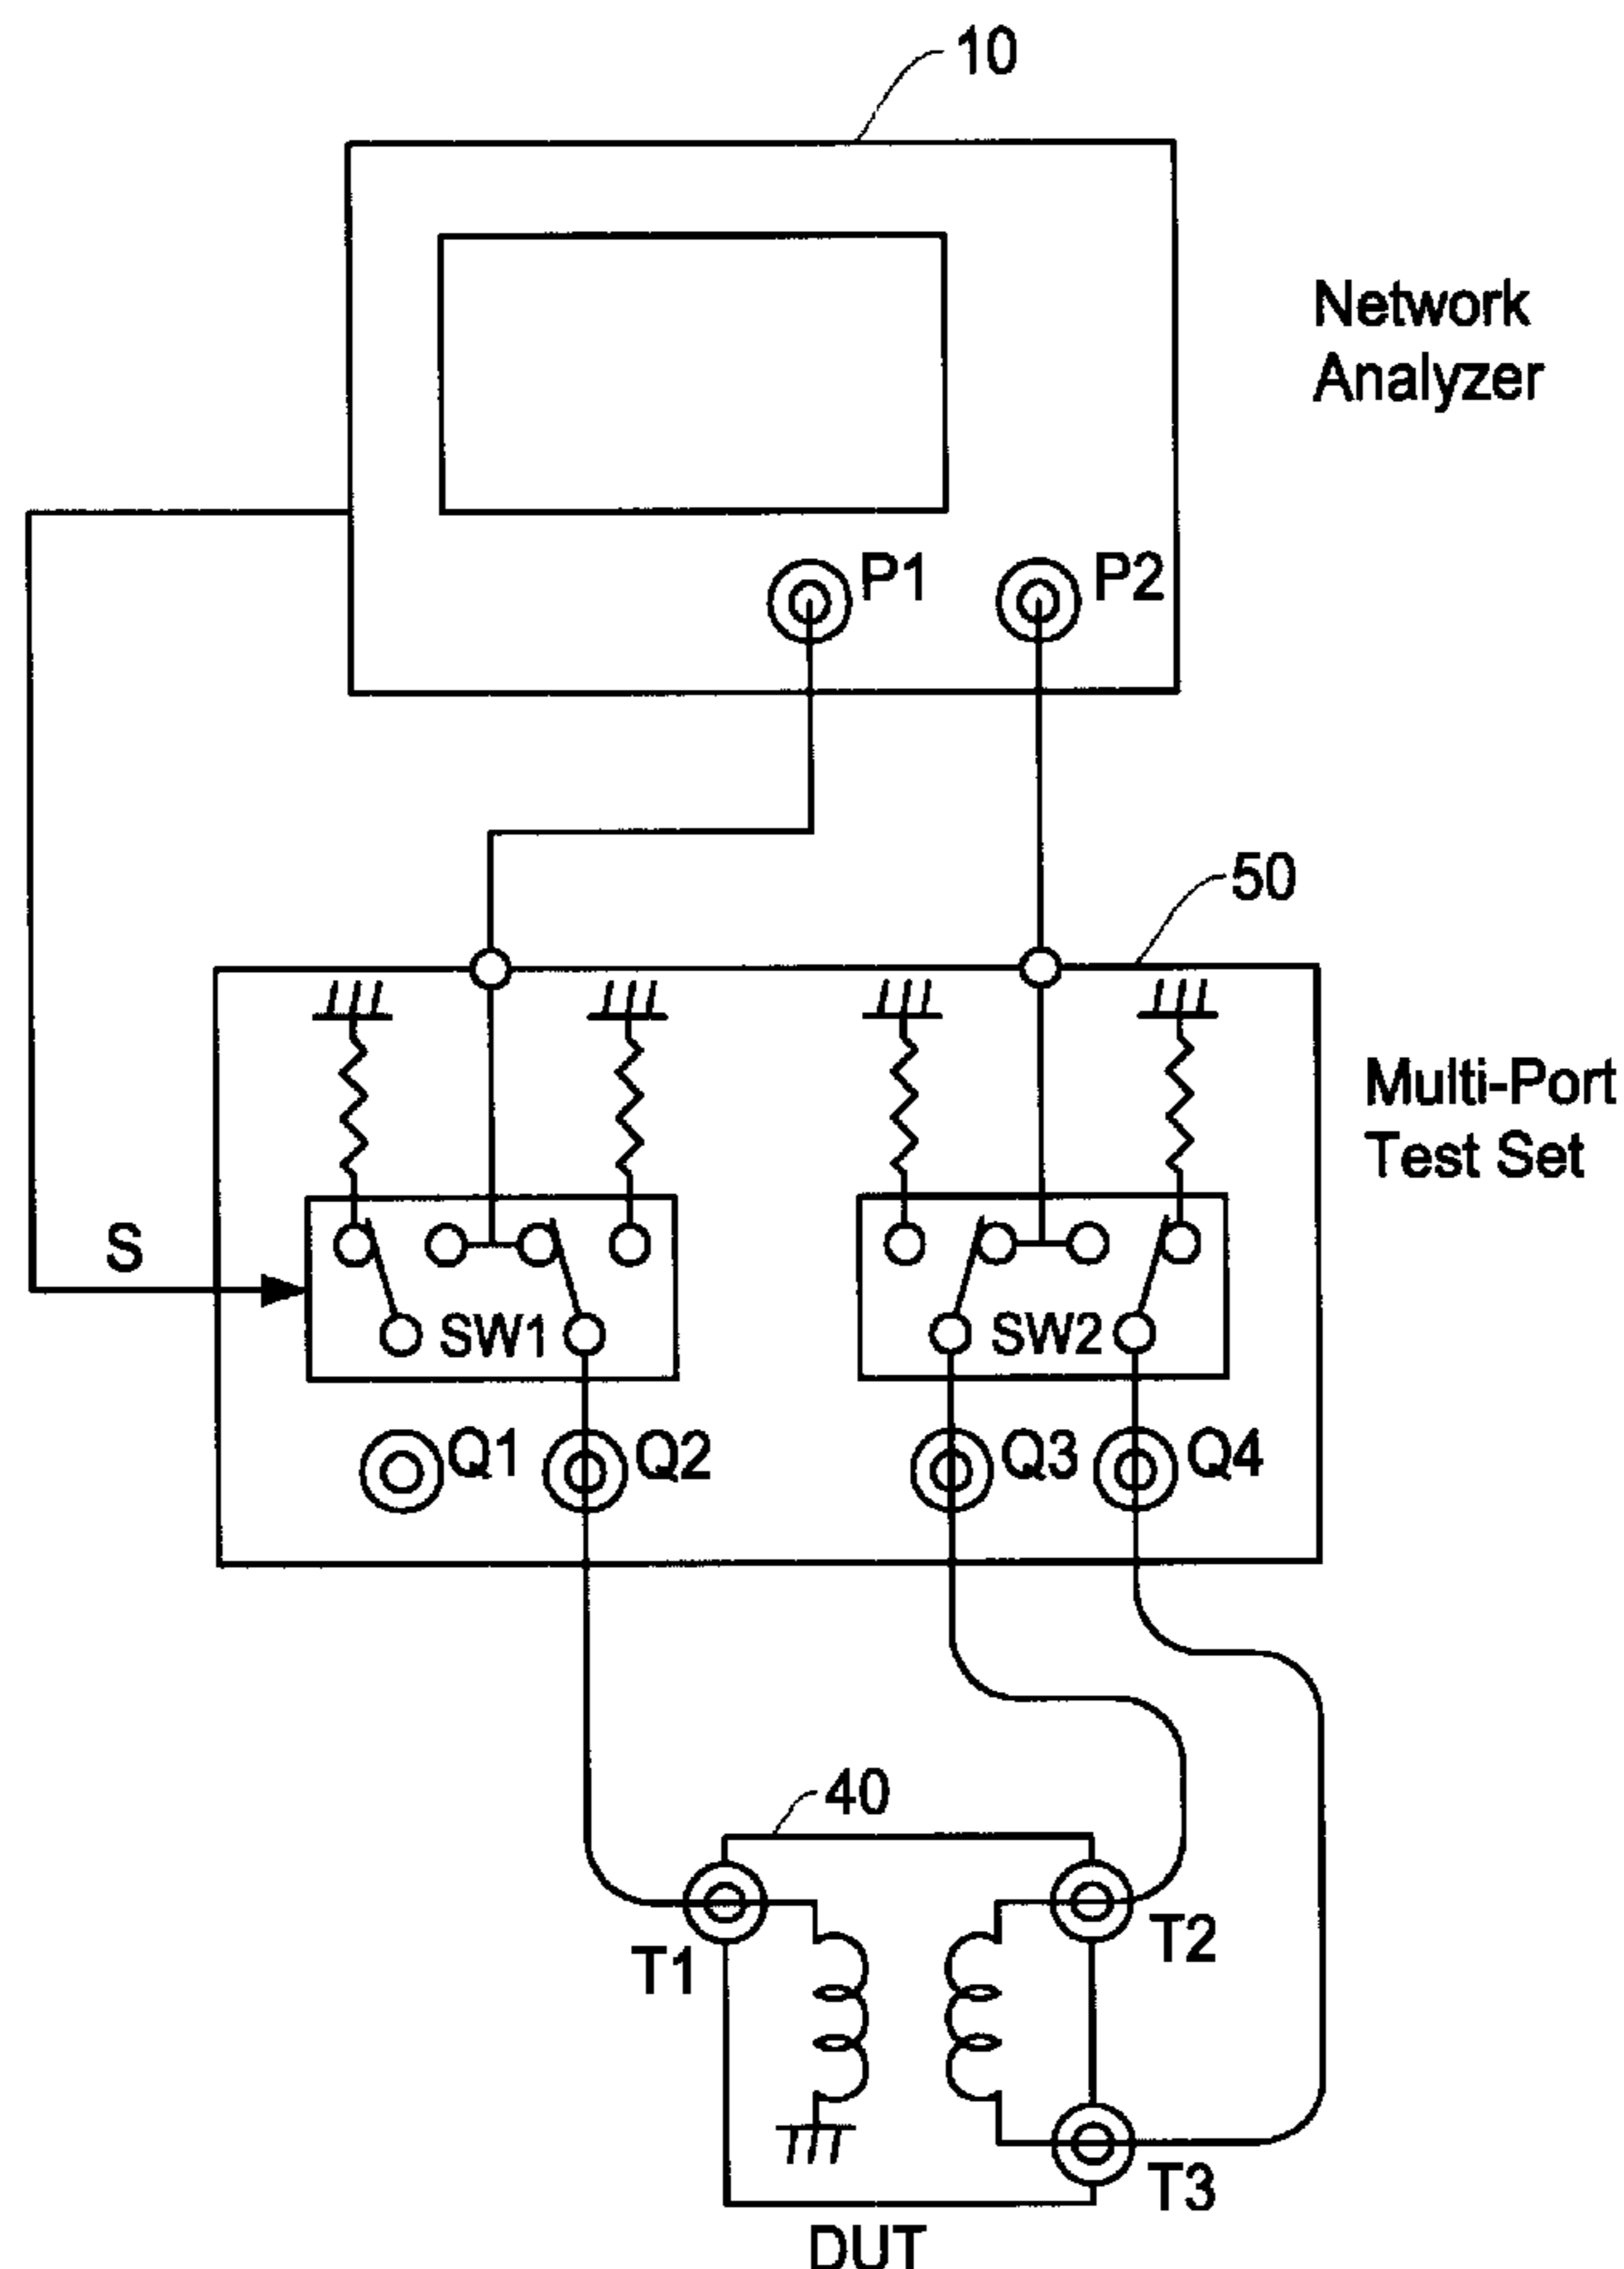 10
Network
Analyzer
P1
P2
50
Multi-Port
Test Set
S
SW1
SW2
Q1
Q2
Q3
Q4
40
T1
T2
T3
DUT